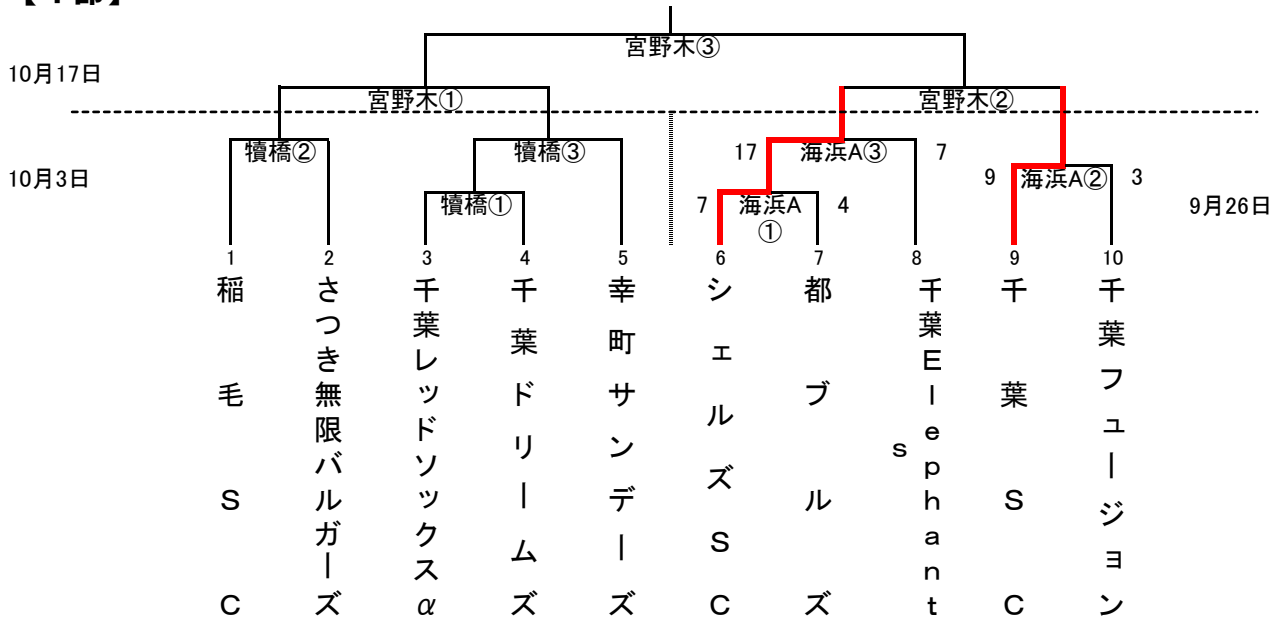 宮野木③
10月17日
宮野木①
宮野木②
犢橋②
犢橋③
17
海浜A③
7
10月3日
9
海浜A②
3
犢橋①
7
海浜A
①
4
9月26日
1
2
3
4
5
6
7
8
9
10
稲毛SC
さつき無限バルガーズ
千葉レッドソックスα
千葉ドリームズ
幸町サンデーズ
シェルズSC
都ブルズ
千葉Elephant
s
千葉SC
千葉フュージョン